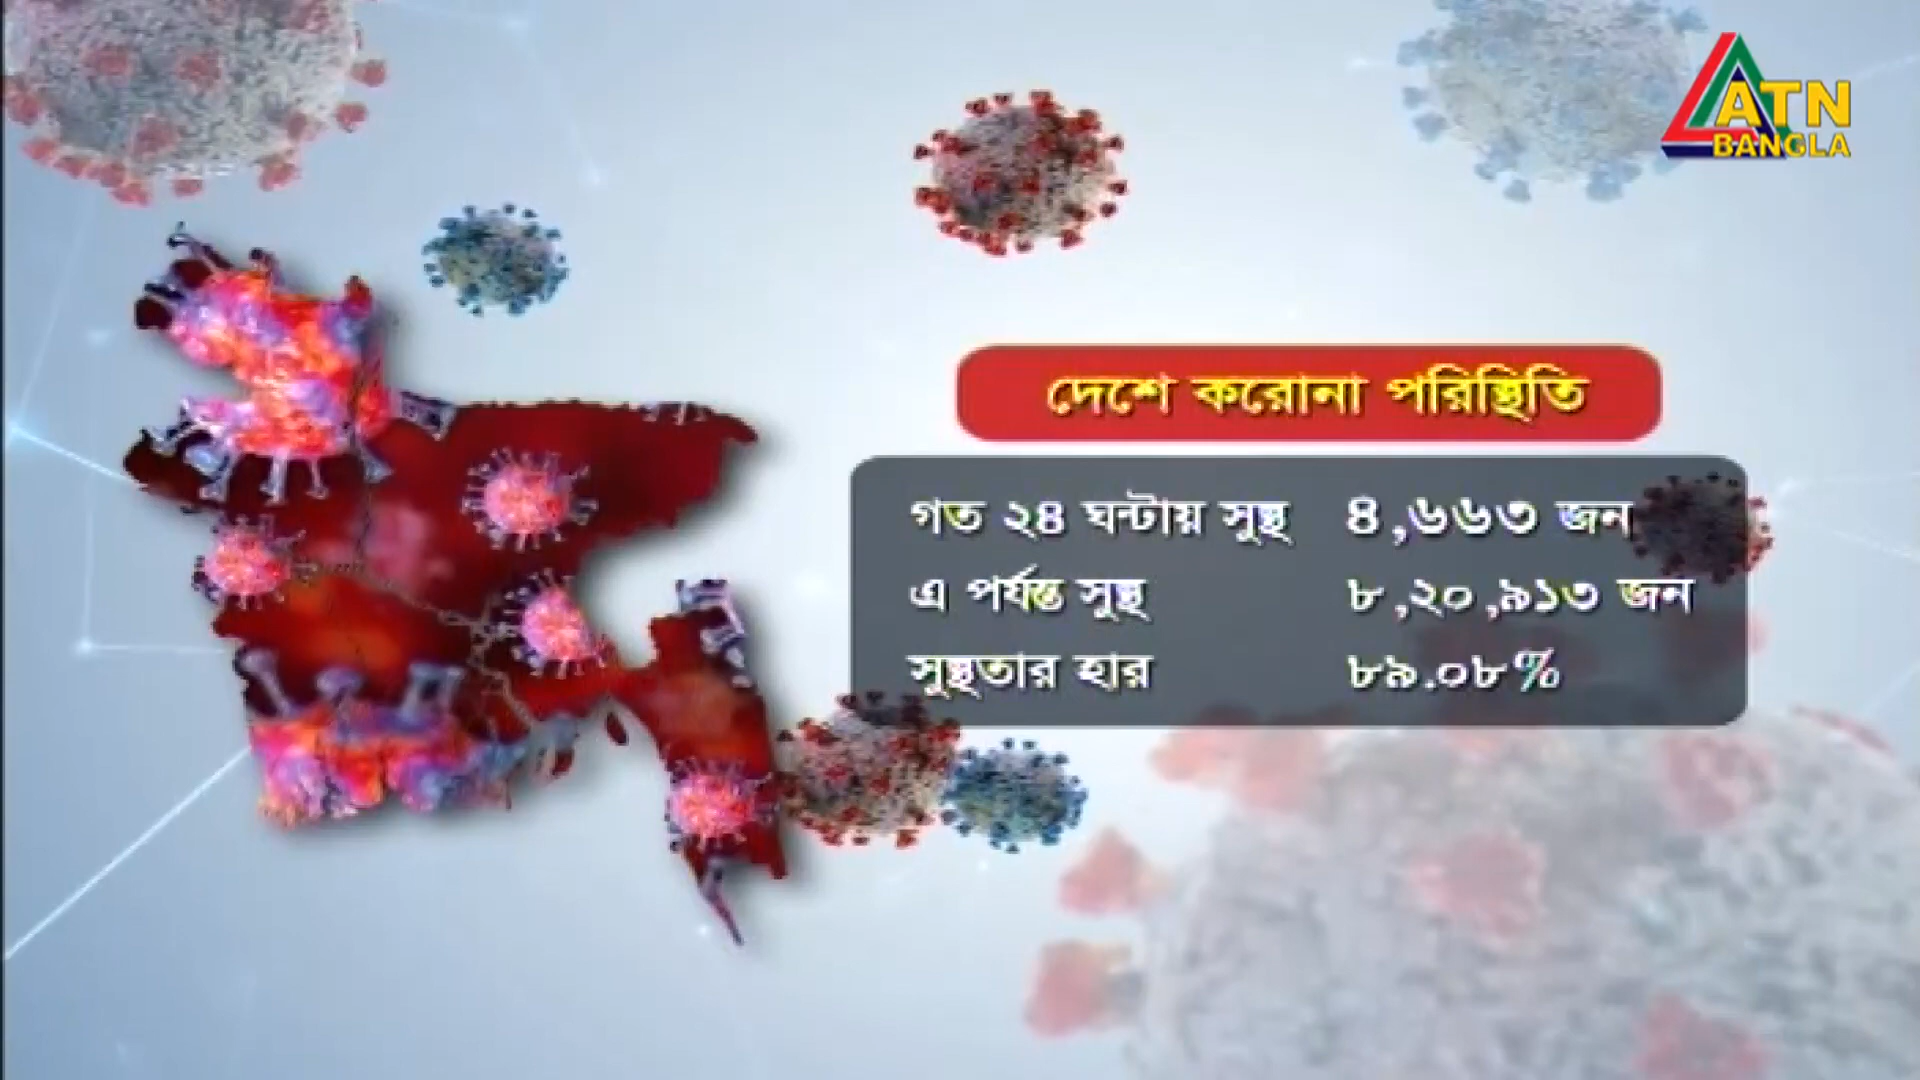 ATN
BANGLA
দেশে করোনা পরিস্থিতি
গত ২৪ ঘন্টায় সুস্থ ৪,৬৬৩ জন
এ পর্যন্ত সুস্থ ৮,২০,৯১৩ জন
সুস্থতার হার ৮৯.০৮%